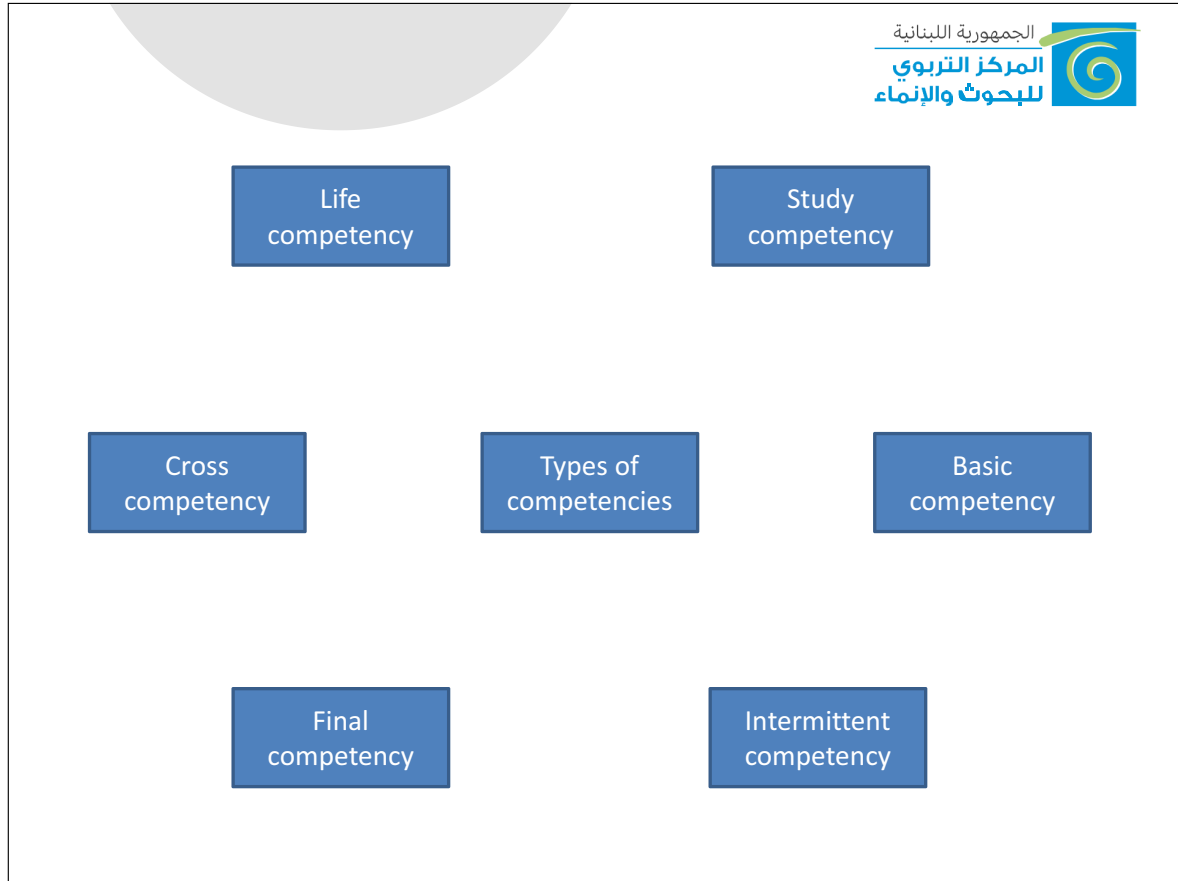 الجمهورية اللبنانية
المركز التربوي
للبحوث والإنماء
Life
competency
Study
competency
Cross
competency
Types of
competencies
Basic
competency
Final
competency
Intermittent
competency